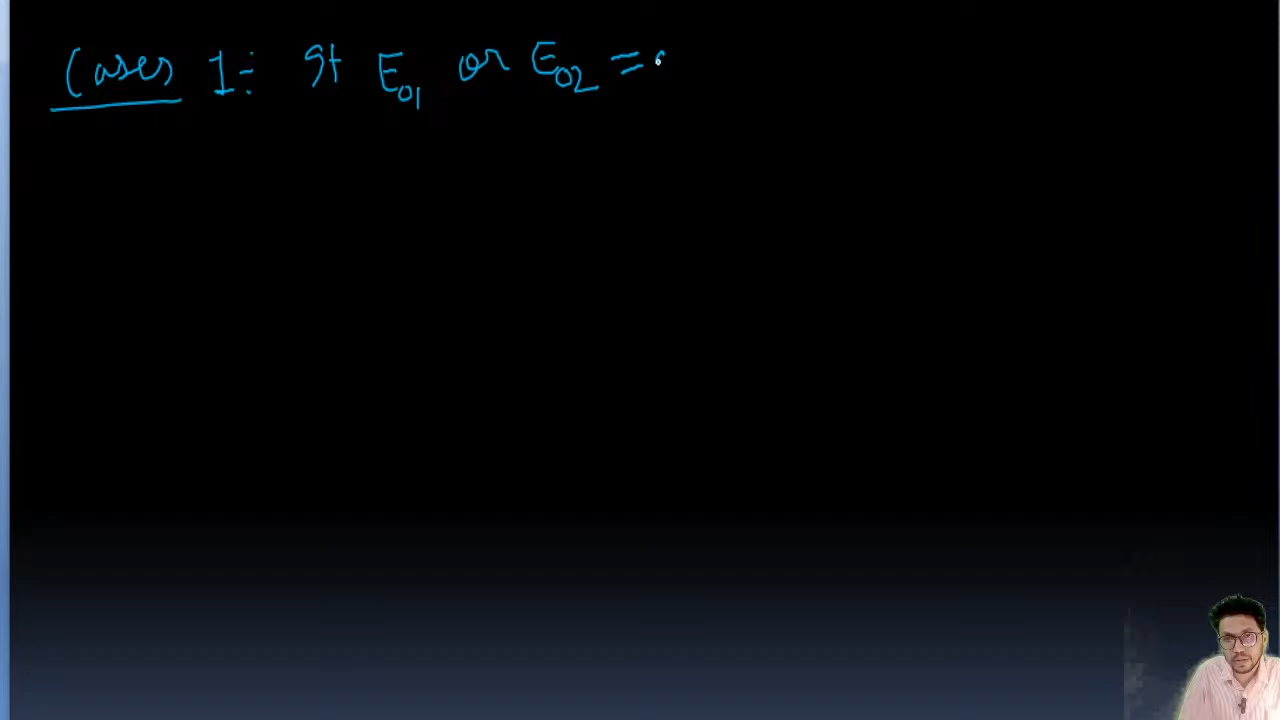 Cases 1:- If E01 or E02 =